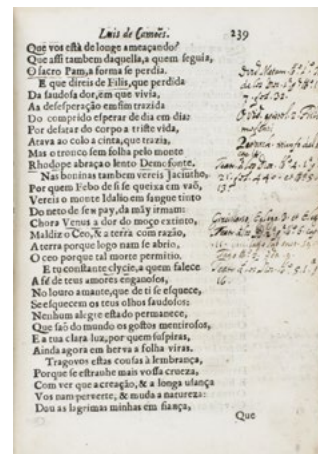 Luis de Camões.
239
Que vos està de longe ameaçando?
Que assi tambem daquella, a quem seguia,
O sacro Pam, a forma se perdia.
E que direis de Filis, que perdida
Da saudosa dor, em que vivia,
Aa desesperação em fim trazida
Do comprido esperar de dia em dia:
Por desatar do corpo a triste vida,
Atava ao colo a cinta, que trazia,
Mas o tronco sem folha pelo monte
Rhodope abraça o lento Demofonte.
Nas boninas tambem vereis Jacintho,
Por quem Febo de si se queixa em vaõ,
Vereis o monte Idalio em sangue tinto
Do neto de seu pay, da mãy irmam:
Chora Venus a dor do moço extinto,
Maldiz o Ceo, & a terra com razão,
A terra porque logo nam se abrio,
O ceo porque tal morte permitio.
E tu constante clycie, a quem falece
A fé de teus amores enganosos,
No louro amante, que de ti se esquece,
Se esquecem os teus olhos saudosos;
Nenhum alegre estado permanece,
Que saõ do mundo os gostos mentirosos,
E a tua clara luz, por quem suspiras,
Ainda agora em herva a folha viras.
Tragovos estas cousas à lembrança,
Porque se estranhe mais vossa crueza,
Com ver que a creação, & a longa usança
Vos nam perverte, & muda a natureza:
Dou as lagrimas minhas em fiança,
Que